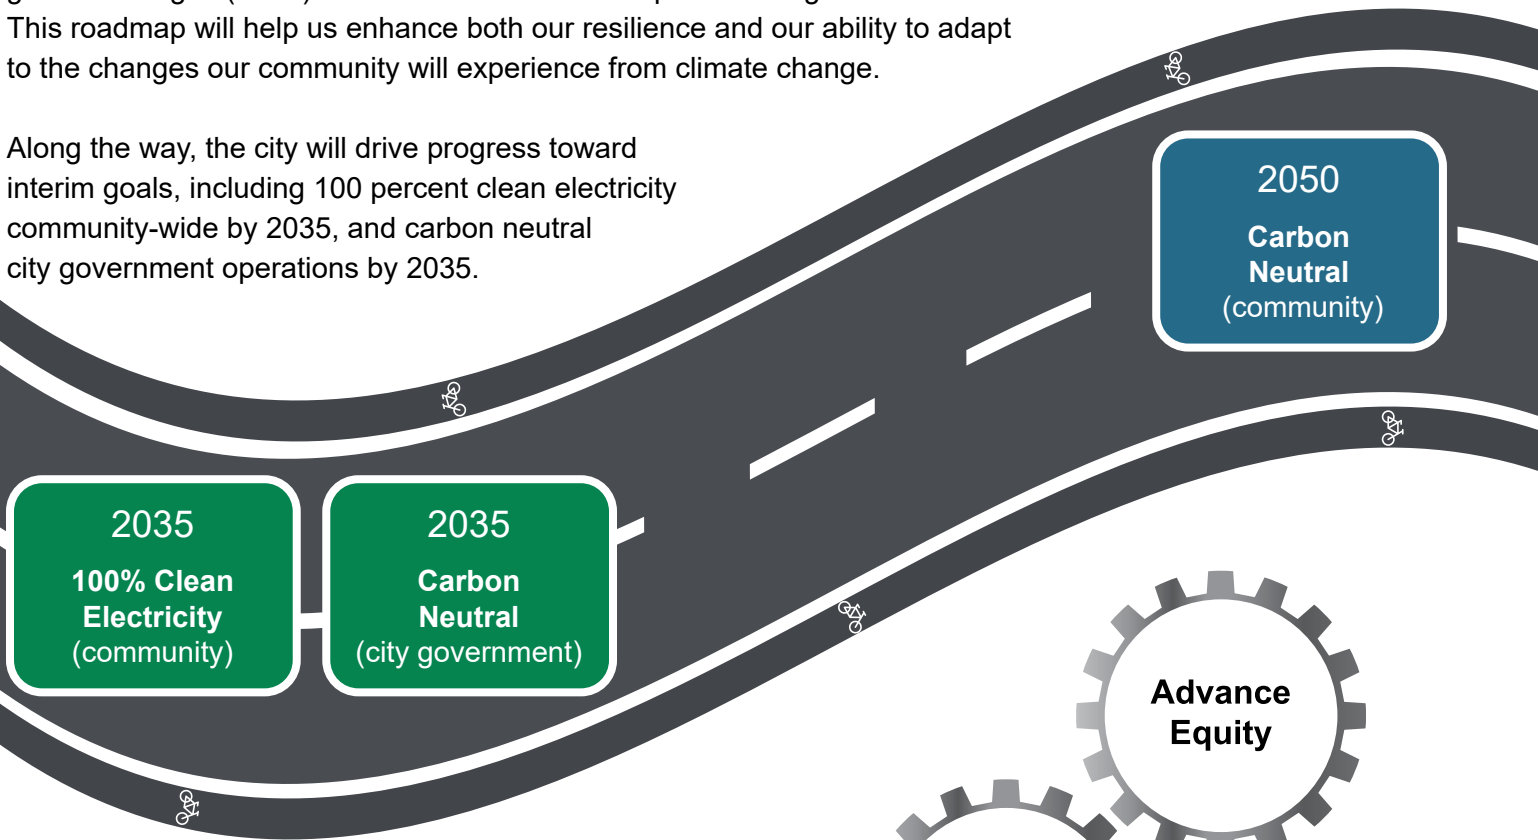 This roadmap will help us enhance both our resilience and our ability to adapt
to the changes our community will experience from climate change.
Along the way, the city will drive progress toward
interim goals, including 100 percent clean electricity
community-wide by 2035, and carbon neutral
city government operations by 2035.
2050
Carbon
Neutral
(community)
2035
100% Clean
Electricity
(community)
2035
Carbon
Neutral
(city government)
Advance
Equity